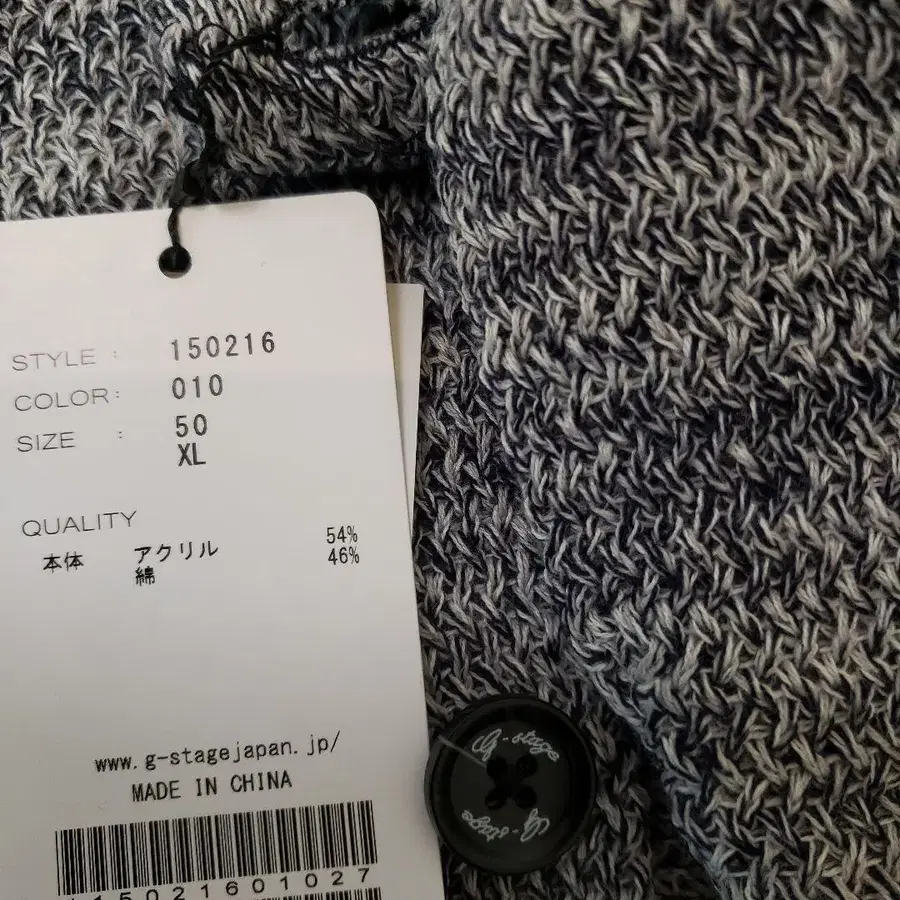 STYLE : 150216
COLOR: 010
SIZE : 50
XL
QUALITY
本体 アクリル 54%
綿 46%
www.g-stagejapan.jp/
MADE IN CHINA
15021601027
G-stage
G-stage